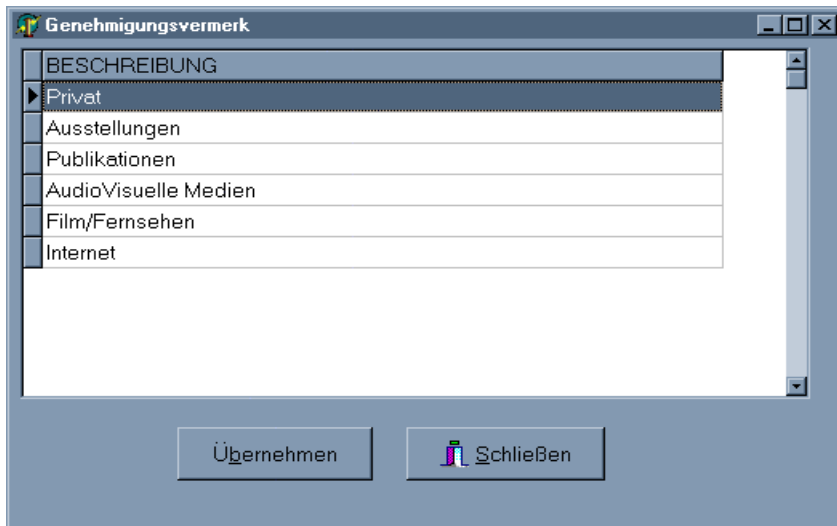 Genehmigungsvermerk
BESCHREIBUNG
Privat
Ausstellungen
Publikationen
AudioVisuelle Medien
Film/Fernsehen
Internet
Übernehmen
Schließen